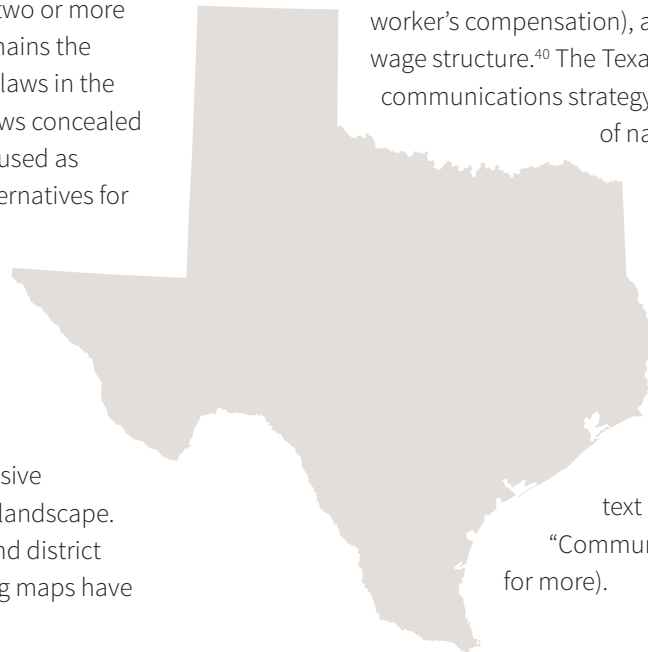 two or more
mains the
laws in the
ws concealed
used as
ernatives for
sive
landscape.
nd district
g maps have
worker’s compensation), a
wage structure.⁴⁰ The Texa
communications strategy
of na
text
“Commun
for more).